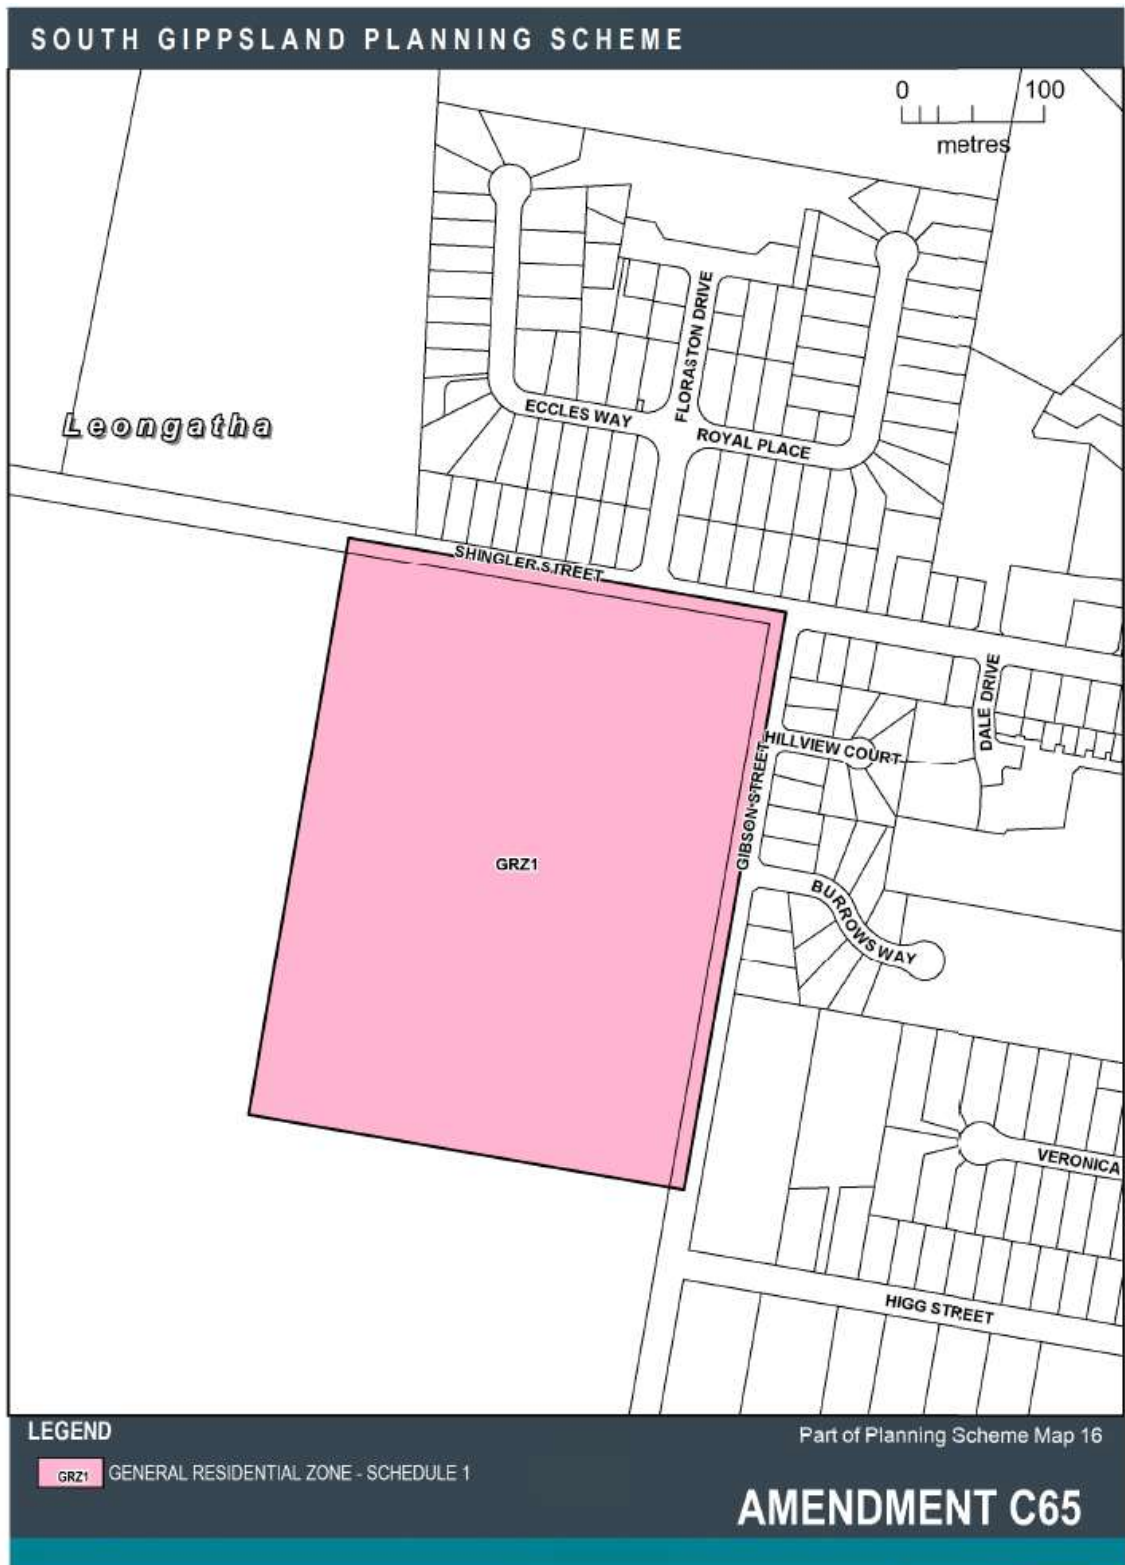 SOUTH GIPPSLAND PLANNING SCHEME
0 100
metres
FLORASTON DRIVE
ECCLES WAY
Leongatha
ROYAL PLACE
SHINGLER STREET
DALE DRIVE
HILLVIEW COURT
GIBSON STREET
GRZ1
BURROWS WAY
VERONICA
HIGG STREET
LEGEND
Part of Planning Scheme Map 16
GRZ1 GENERAL RESIDENTIAL ZONE - SCHEDULE 1
AMENDMENT C65